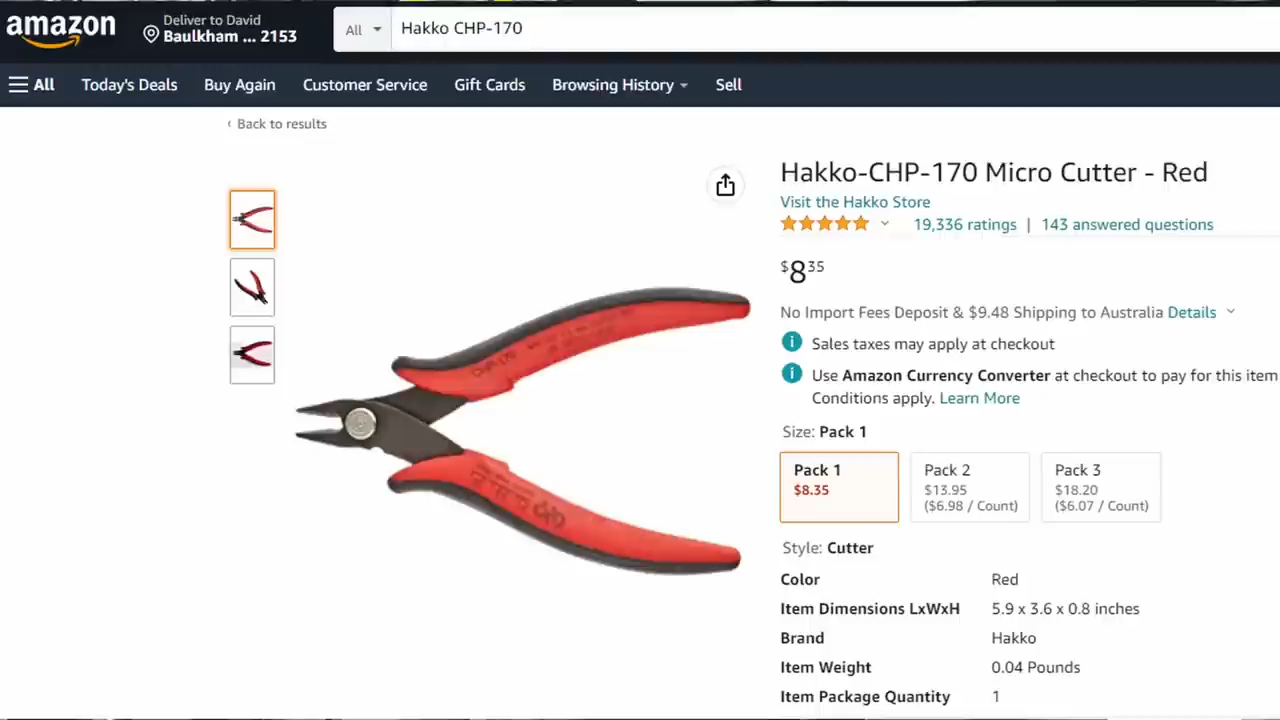 amazon
Deliver to David
Baulkham ... 2153
All
Hakko CHP-170
All
Today's Deals
Buy Again
Customer Service
Gift Cards
Browsing History
Sell
‹ Back to results
Hakko-CHP-170 Micro Cutter - Red
Visit the Hakko Store
19,336 ratings | 143 answered questions
$8.35
No Import Fees Deposit & $9.48 Shipping to Australia Details
Sales taxes may apply at checkout
Use Amazon Currency Converter at checkout to pay for this item
Conditions apply. Learn More
Size: Pack 1
Pack 1
$8.35
Pack 2
$13.95
($6.98 / Count)
Pack 3
$18.20
($6.07 / Count)
Style: Cutter
Color Red
Item Dimensions LxWxH 5.9 x 3.6 x 0.8 inches
Brand Hakko
Item Weight 0.04 Pounds
Item Package Quantity 1
CHP 170